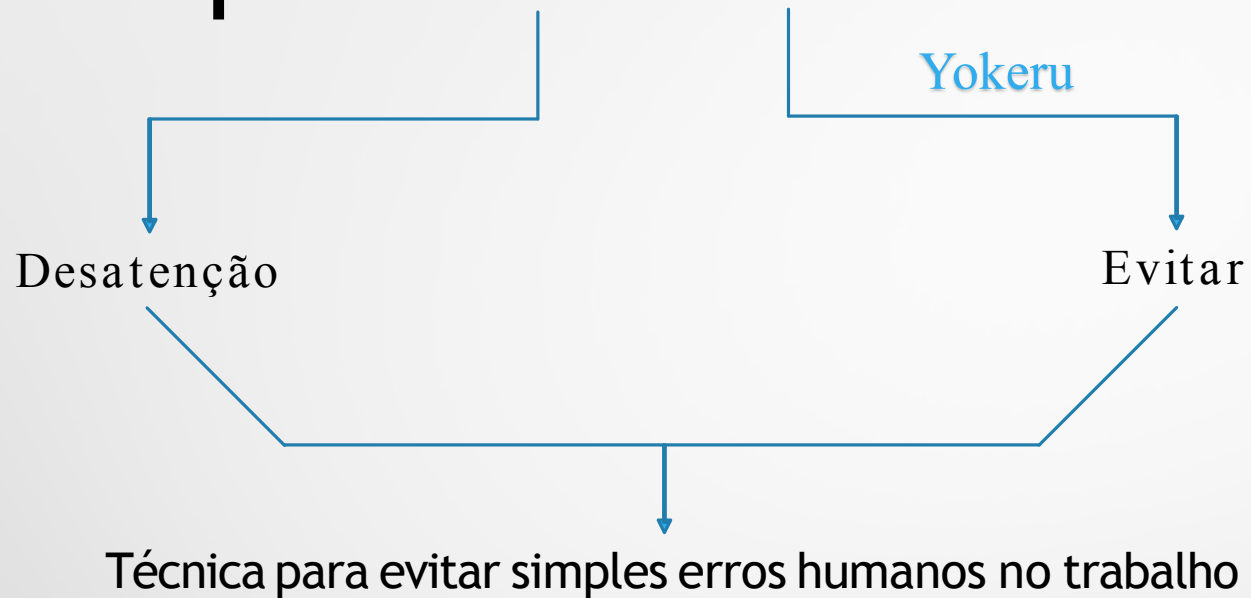 Yokeru
Desatenção
Evitar
Técnica para evitar simples erros humanos no trabalho